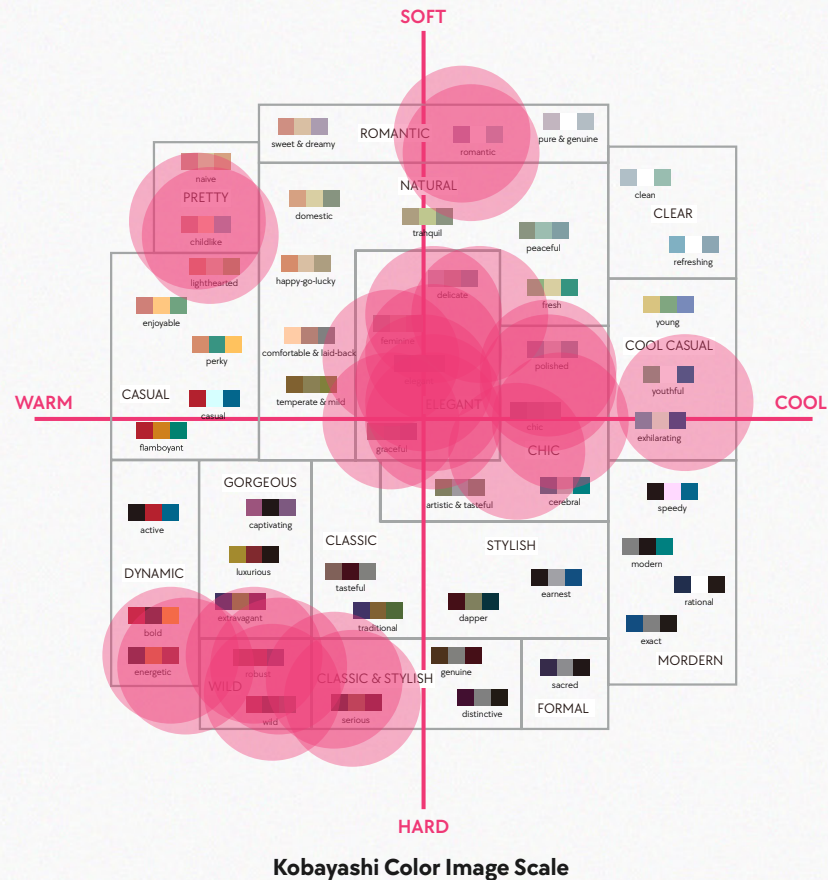 SOFT
ROMANTIC
sweet & dreamy
pure & genuine
romantic
naive
PRETTY
NATURAL
clean
CLEAR
domestic
tranquil
peaceful
childlike
refreshing
lighthearted
happy-go-lucky
delicate
fresh
enjoyable
young
feminine
perky
comfortable & laid-back
polished
COOL CASUAL
youthful
CASUAL
temperate & mild
WARM
COOL
ELEGANT
casual
chic
exhilarating
flamboyant
graceful
CHIC
GORGEOUS
artistic & tasteful
cerebral
speedy
captivating
active
CLASSIC
STYLISH
modern
luxurious
DYNAMIC
tasteful
earnest
rational
extravagant
traditional
dapper
bold
exact
energetic
robust
CLASSIC & STYLISH
genuine
sacred
MORDERN
WILD
wild
serious
distinctive
FORMAL
HARD
Kobayashi Color Image Scale